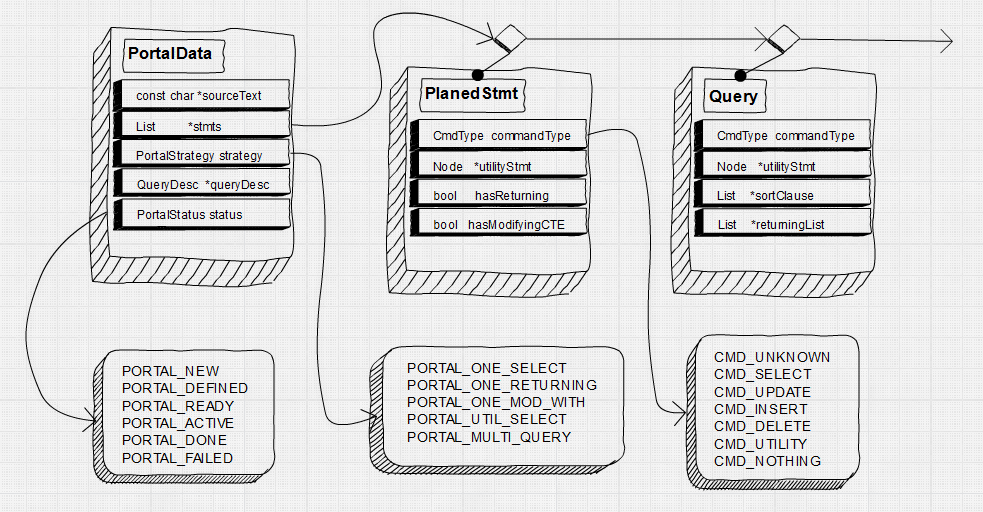 PortalData
const char *sourceText
List *stmts
PortalStrategy strategy
QueryDesc *queryDesc
PortalStatus status
PlanedStmt
CmdType commandType
Node *utilityStmt
bool hasReturning
bool hasModifyingCTE
Query
CmdType commandType
Node *utilityStmt
List *sortClause
List *returningList
PORTAL_NEW
PORTAL_DEFINED
PORTAL_READY
PORTAL_ACTIVE
PORTAL_DONE
PORTAL_FAILED
PORTAL_ONE_SELECT
PORTAL_ONE_RETURNING
PORTAL_ONE_MOD_WITH
PORTAL_UTIL_SELECT
PORTAL_MULTI_QUERY
CMD_UNKNOWN
CMD_SELECT
CMD_UPDATE
CMD_INSERT
CMD_DELETE
CMD_UTILITY
CMD_NOTHING